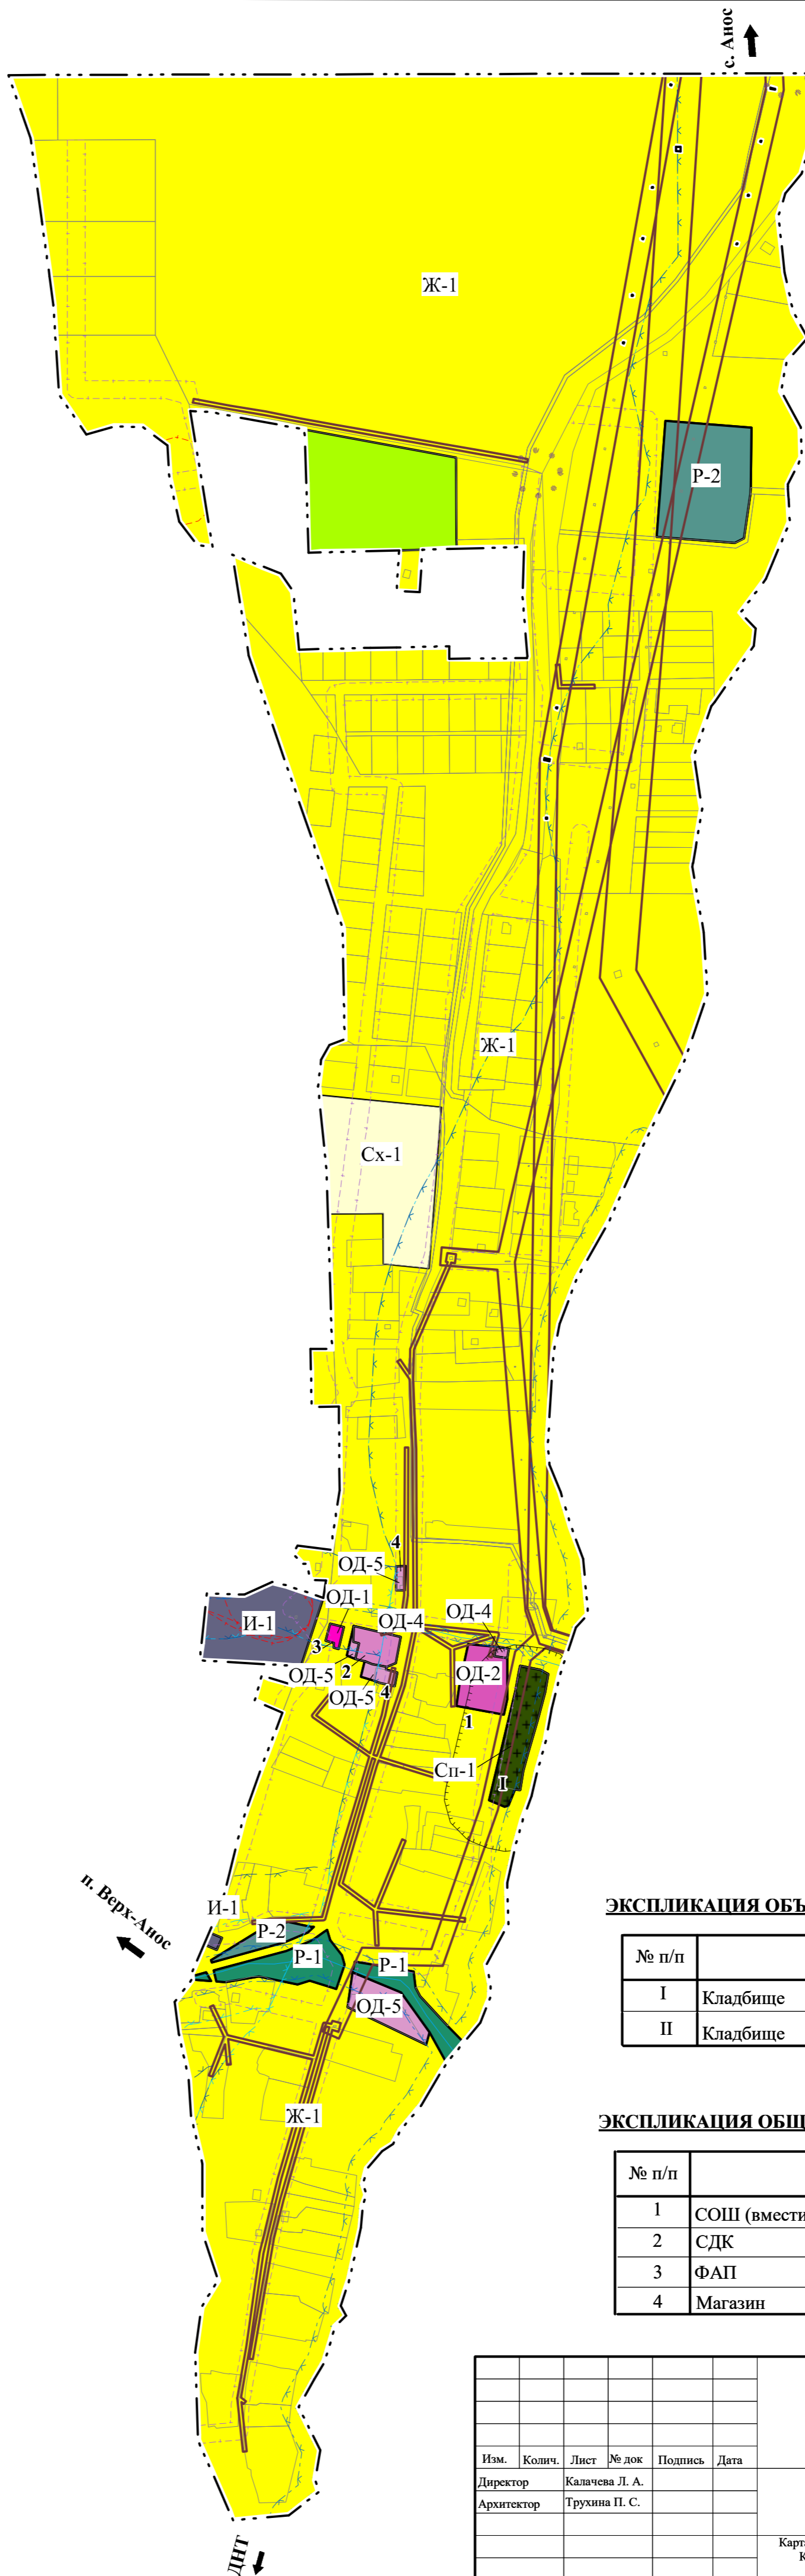 с. Анос
Ж-1
Р-2
Ж-1
Сх-1
4
ОД-5
ОД-1
ОД-4
ОД-4
И-1
3
ОД-5
2
ОД-2
ОД-5
4
1
Сп-1
I
п. Верх-Анос
И-1
Р-2
Р-1
Р-1
ОД-5
Ж-1
ДНТ
ЭКСПЛИКАЦИЯ ОБЪ
№ п/п
I Кладбище
II Кладбище
ЭКСПЛИКАЦИЯ ОБЩ
№ п/п
1 СОШ (вмести
2 СДК
3 ФАП
4 Магазин
Изм. Колич. Лист № док Подпись Дата
Директор Калачева Л. А.
Архитектор Трухина П. С.
Карт
К